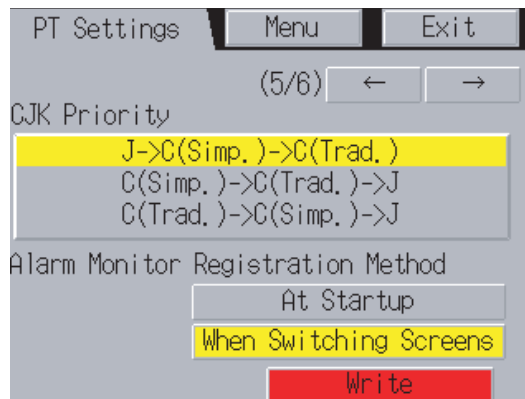 PT Settings Menu Exit
(5/6) ← →
CJK Priority
J->C(Simp.)->C(Trad.)
C(Simp.)->C(Trad.)->J
C(Trad.)->C(Simp.)->J
Alarm Monitor Registration Method
At Startup
When Switching Screens
Write